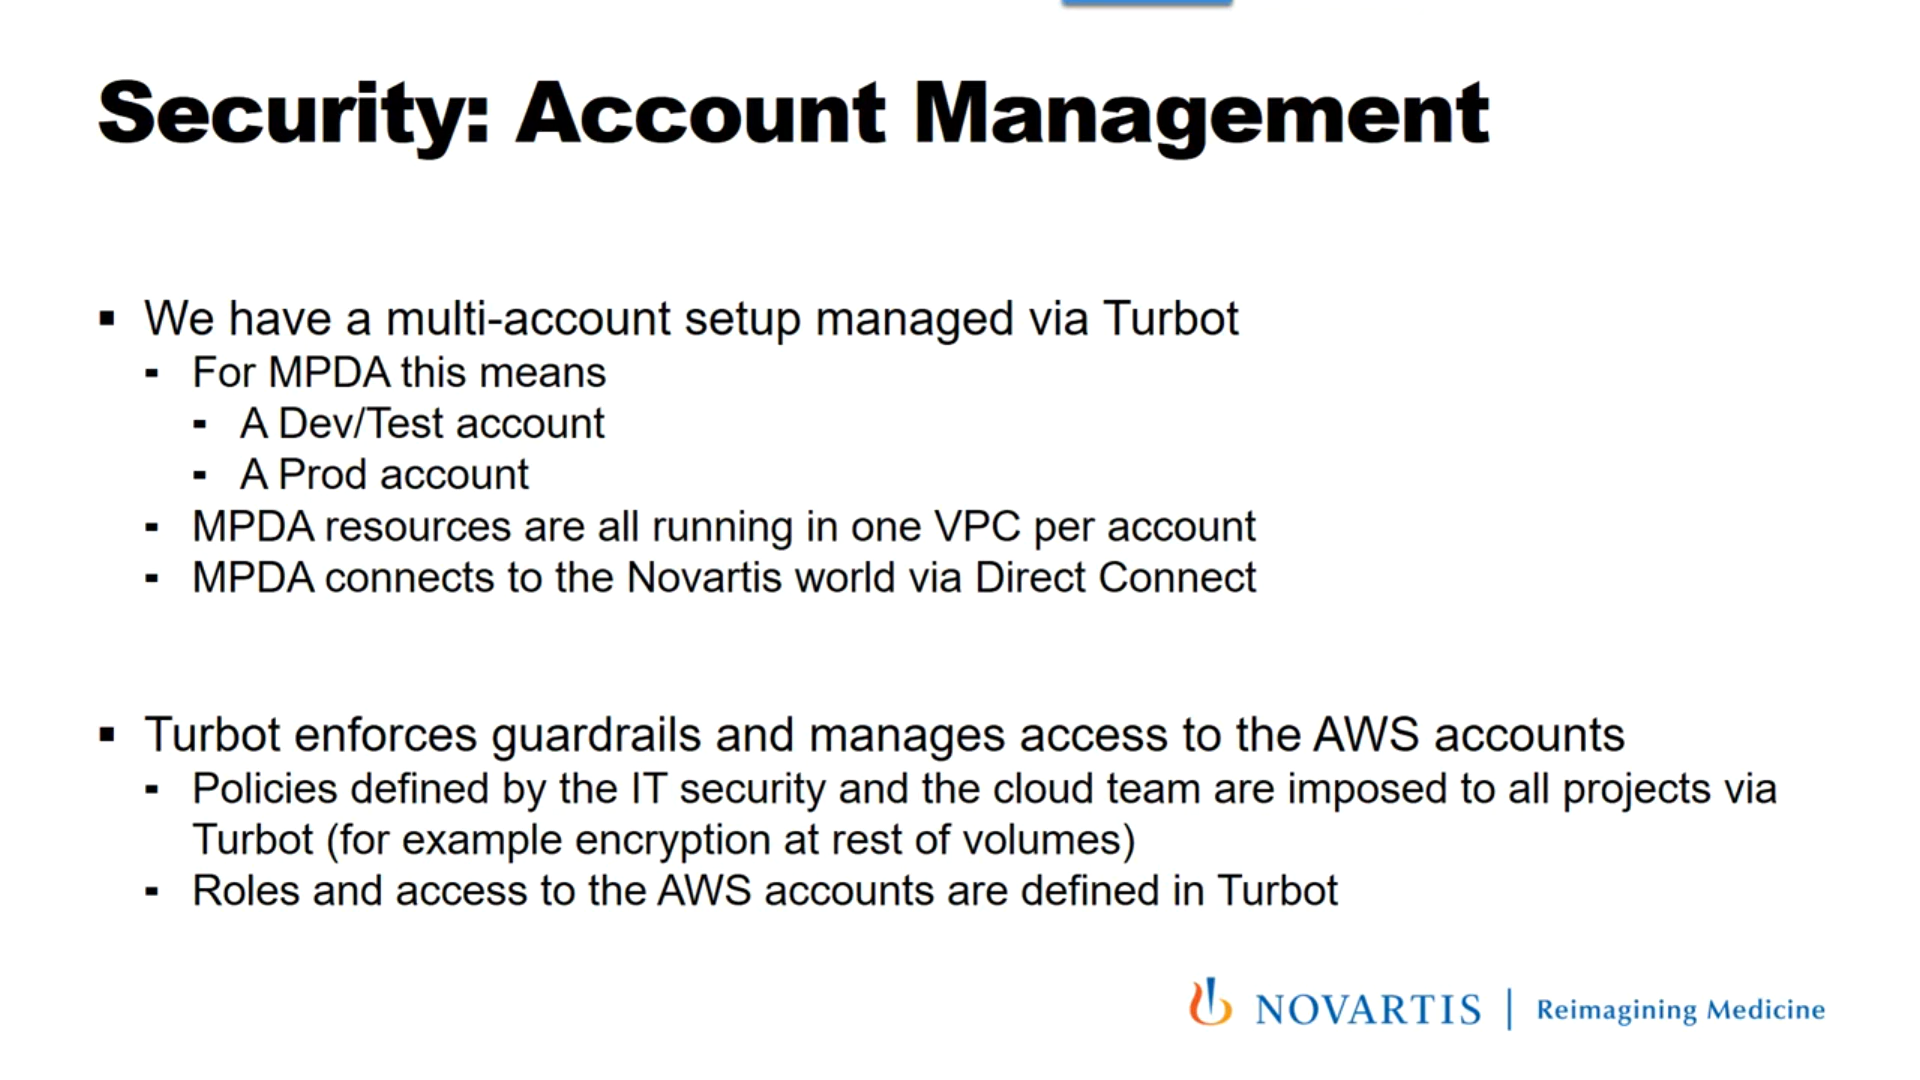 Security: Account Management
▪ We have a multi-account setup managed via Turbot
- For MPDA this means
- A Dev/Test account
- A Prod account
- MPDA resources are all running in one VPC per account
- MPDA connects to the Novartis world via Direct Connect
▪ Turbot enforces guardrails and manages access to the AWS accounts
- Policies defined by the IT security and the cloud team are imposed to all projects via
Turbot (for example encryption at rest of volumes)
- Roles and access to the AWS accounts are defined in Turbot
NOVARTIS | Reimagining Medicine